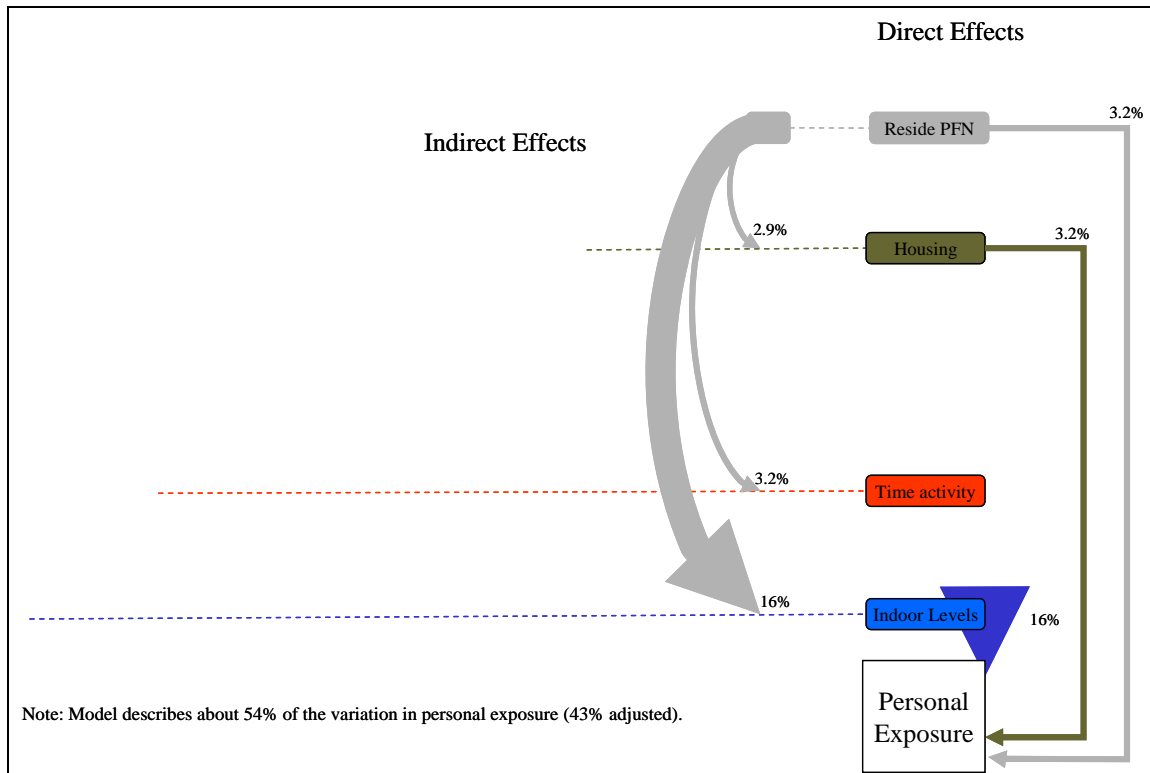 Direct Effects
3.2%
Reside PFN
Indirect Effects
2.9%
3.2%
Housing
3.2%
Time activity
16%
Indoor Levels
16%
Personal
Exposure
Note: Model describes about 54% of the variation in personal exposure (43% adjusted).